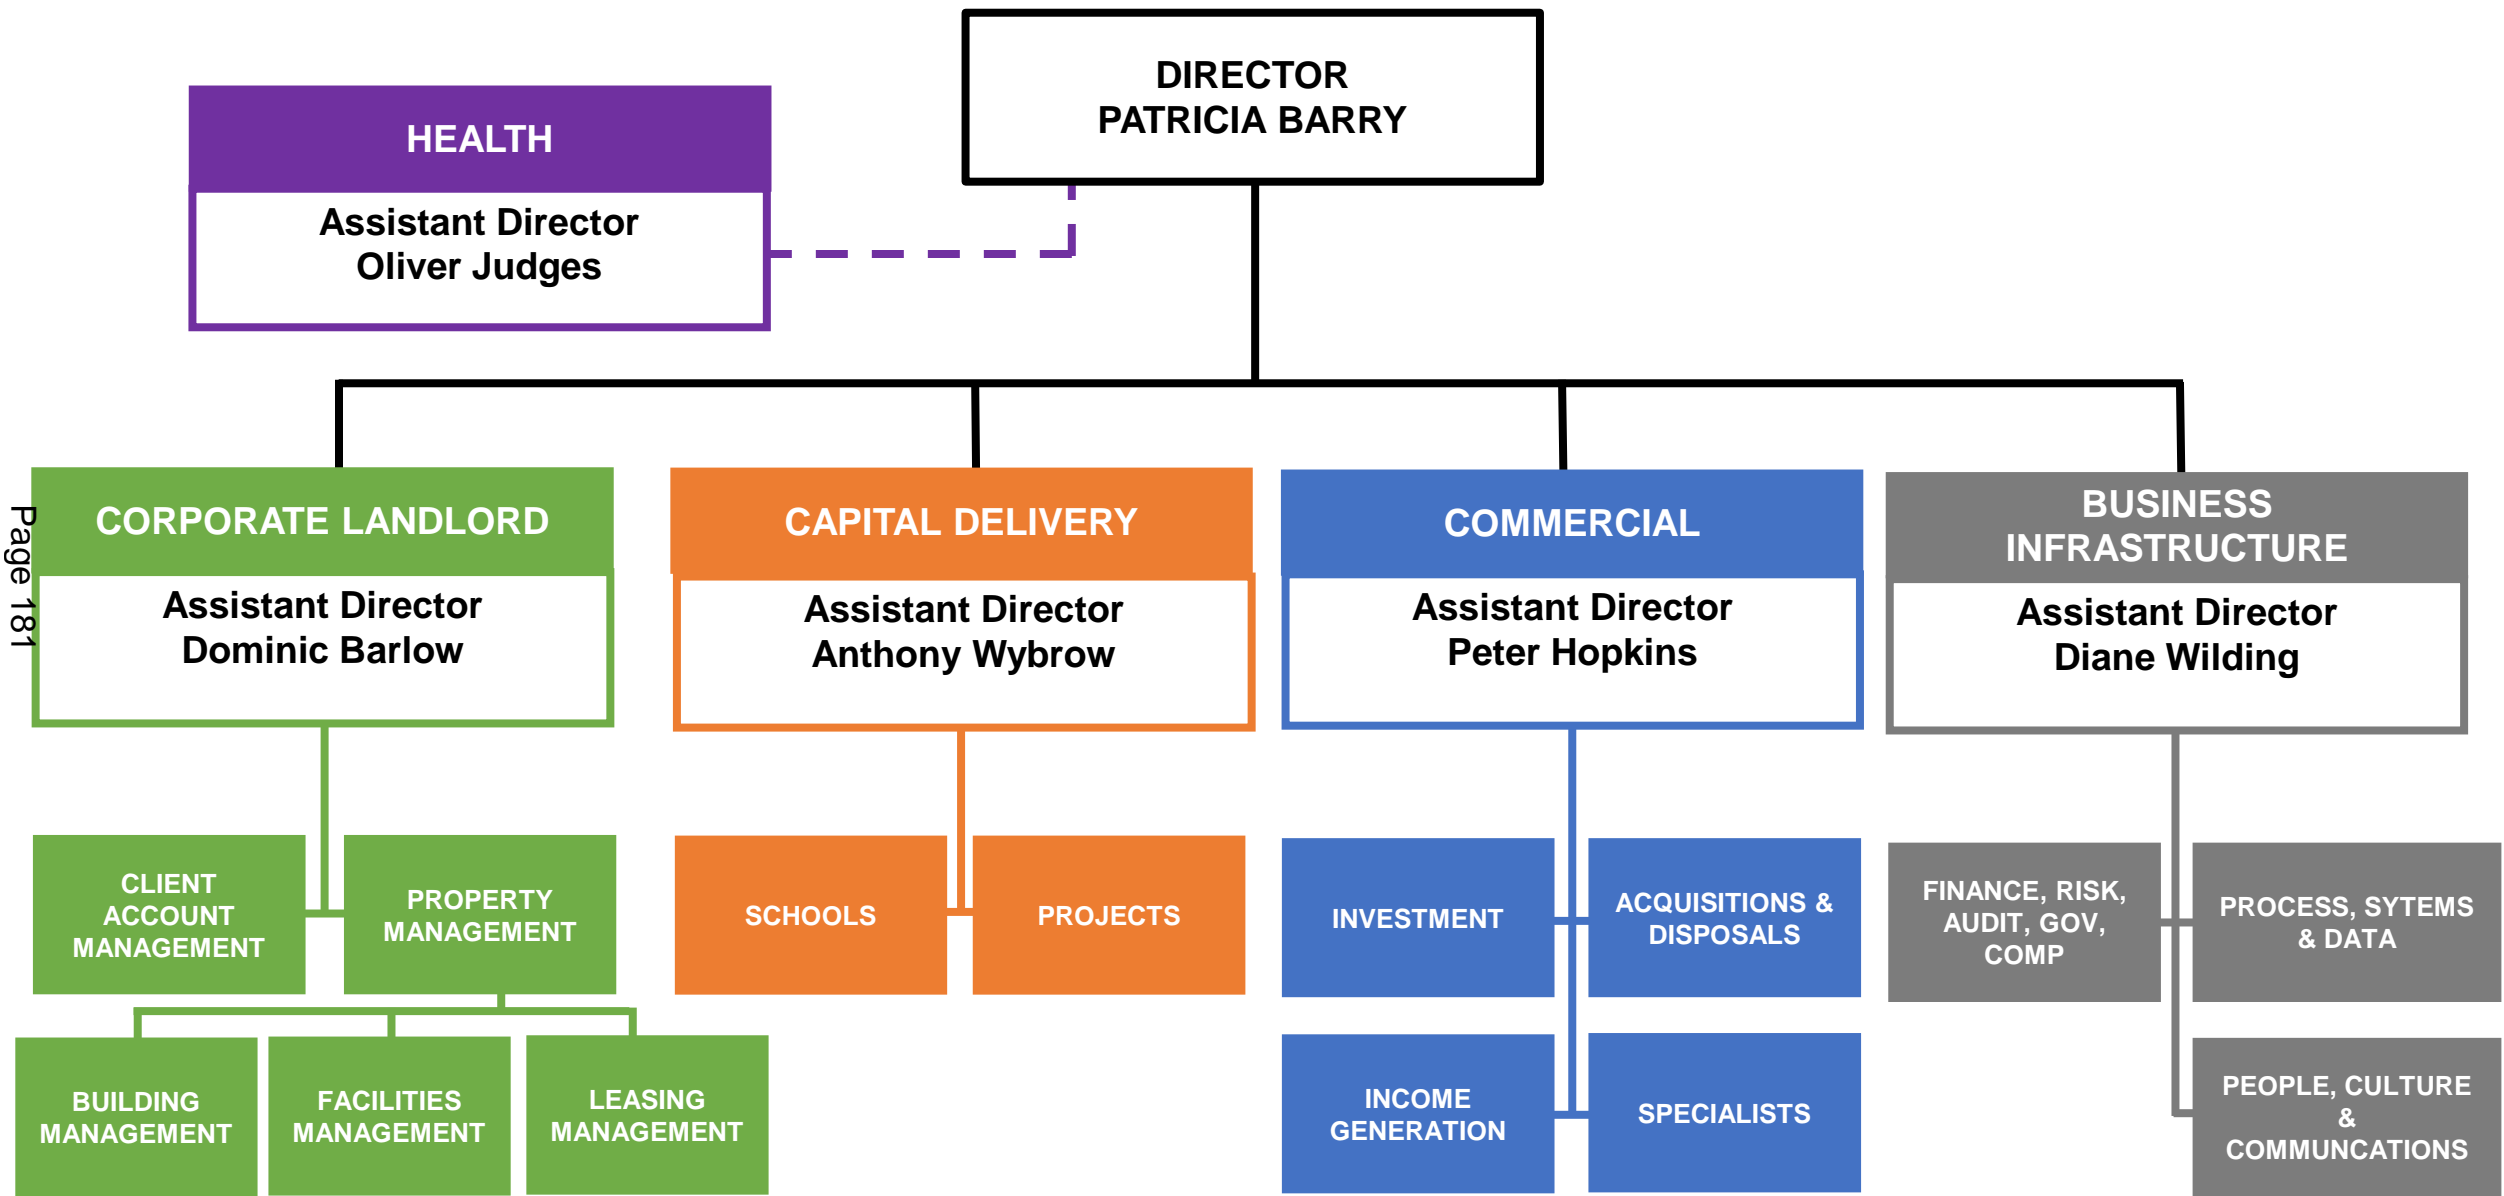 DIRECTOR
PATRICIA BARRY
HEALTH
Assistant Director
Oliver Judges
CORPORATE LANDLORD
Assistant Director
Dominic Barlow
CAPITAL DELIVERY
Assistant Director
Anthony Wybrow
COMMERCIAL
Assistant Director
Peter Hopkins
BUSINESS
INFRASTRUCTURE
Assistant Director
Diane Wilding
Page 181
CLIENT
ACCOUNT
MANAGEMENT
PROPERTY
MANAGEMENT
BUILDING
MANAGEMENT
FACILITIES
MANAGEMENT
LEASING
MANAGEMENT
SCHOOLS
PROJECTS
INVESTMENT
ACQUISITIONS &
DISPOSALS
INCOME
GENERATION
SPECIALISTS
FINANCE, RISK,
AUDIT, GOV,
COMP
PROCESS, SYTEMS
& DATA
PEOPLE, CULTURE
&
COMMUNCATIONS